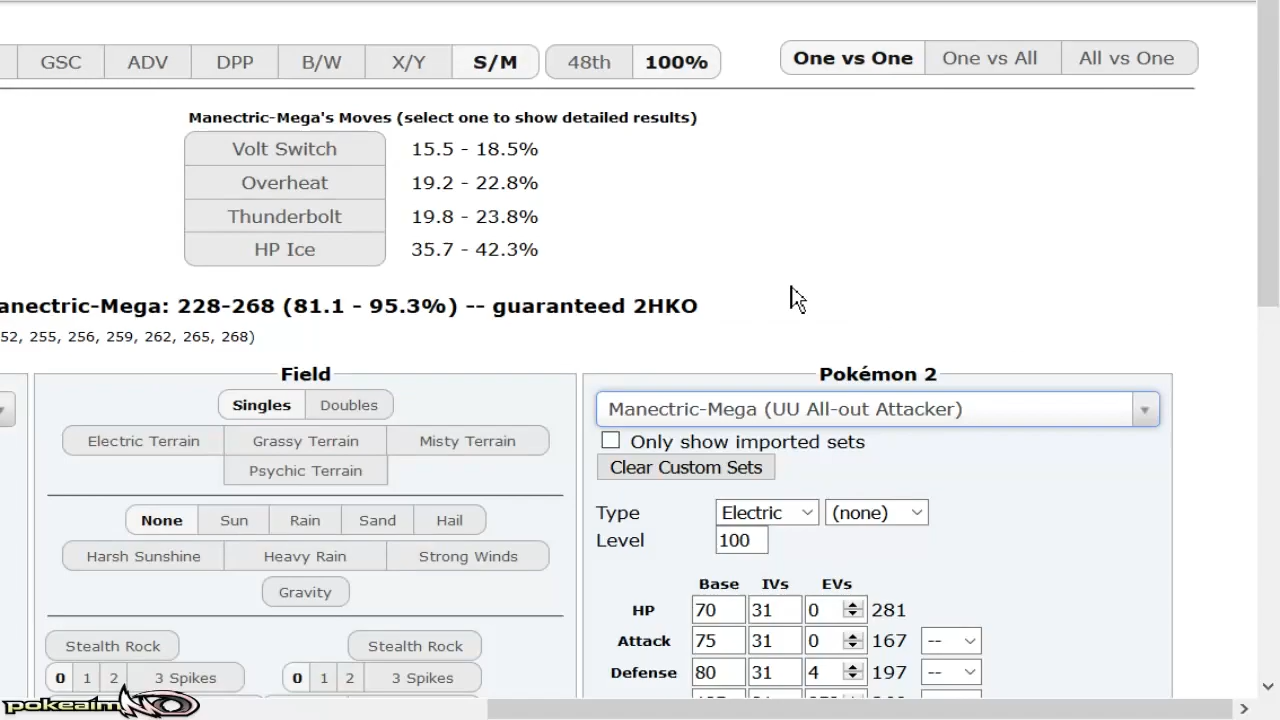 GSC ADV DPP B/W X/Y S/M 48th 100% One vs One One vs All All vs One
Manectric-Mega's Moves (select one to show detailed results)
Volt Switch 15.5 - 18.5%
Overheat 19.2 - 22.8%
Thunderbolt 19.8 - 23.8%
HP Ice 35.7 - 42.3%
anectric-Mega: 228-268 (81.1 - 95.3%) -- guaranteed 2HKO
52, 255, 256, 259, 262, 265, 268)
Field
Singles Doubles
Electric Terrain Grassy Terrain Misty Terrain
Psychic Terrain
None Sun Rain Sand Hail
Harsh Sunshine Heavy Rain Strong Winds
Gravity
Stealth Rock Stealth Rock
0 1 2 3 Spikes 0 1 2 3 Spikes
Pokémon 2
Manectric-Mega (UU All-out Attacker)
Only show imported sets
Clear Custom Sets
Type Electric (none)
Level 100
Base IVs EVs
HP 70 31 0 281
Attack 75 31 0 167 --
Defense 80 31 4 197 --
pokeaimMD